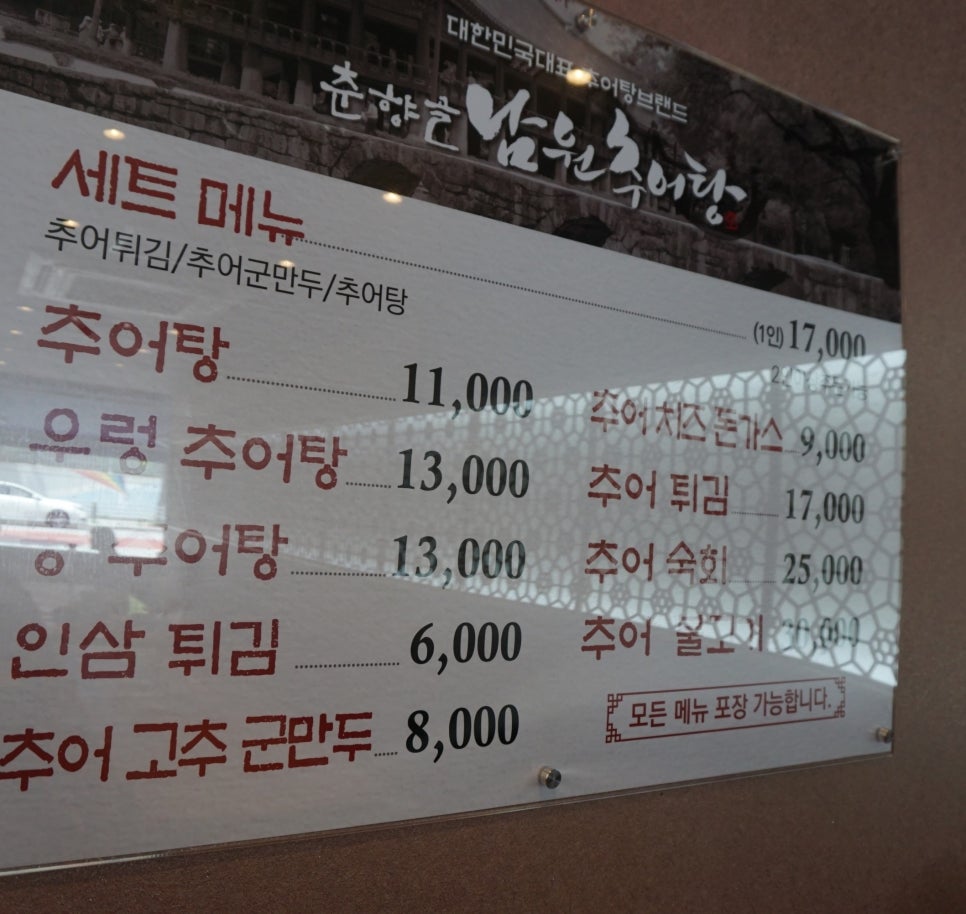 대한민국대표 추어탕브랜드
춘향골 남원추어탕
세트 메뉴
추어튀김/추어군만두/추어탕
(1인) 17,000
추어탕 11,000
우렁 추어탕 13,000
추어탕 13,000
인삼 튀김 6,000
추어 고추 군만두 8,000
추어 치즈 돈가스 9,000
추어 튀김 17,000
추어 숙회 25,000
추어
모든 메뉴 포장 가능합니다.